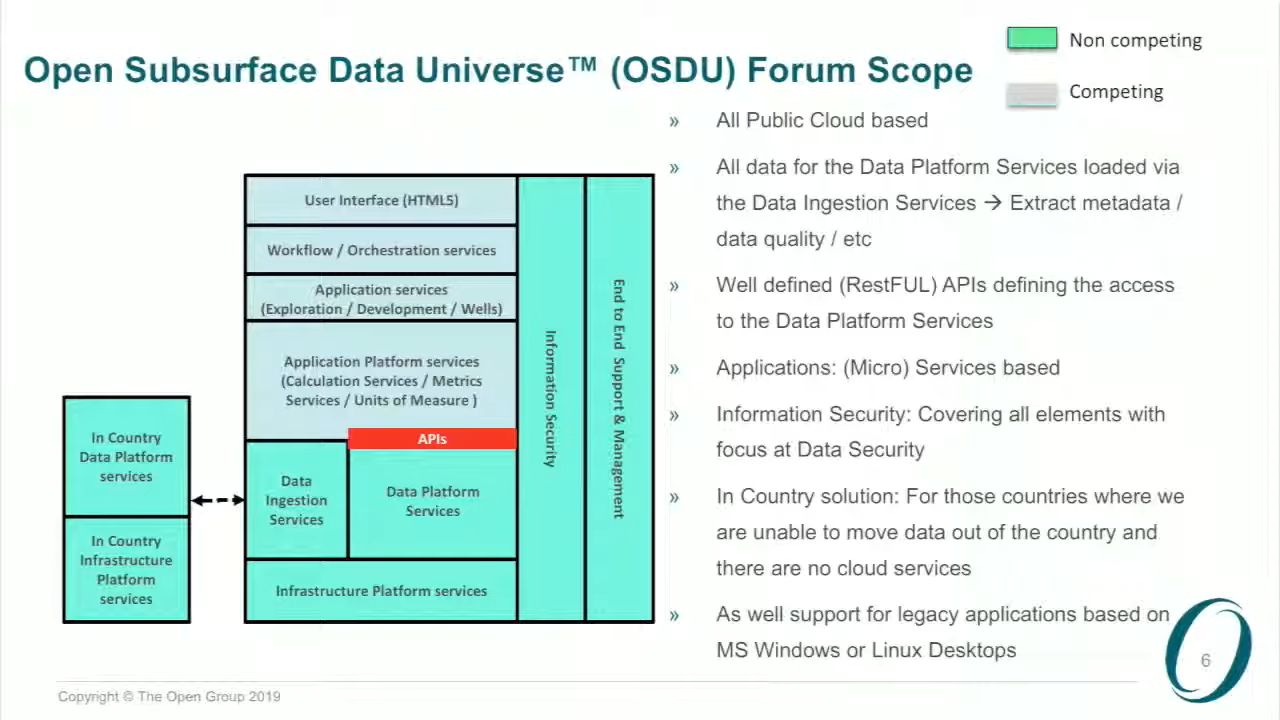 Open Subsurface Data Universe™ (OSDU) Forum Scope
Non competing
Competing
User Interface (HTML5)
Workflow / Orchestration services
Application services
(Exploration / Development / Wells)
Application Platform services
(Calculation Services / Metrics
Services / Units of Measure )
APIs
Data
Ingestion
Services
Data Platform
Services
Infrastructure Platform services
Information Security
End to End Support & Management
In Country
Data Platform
services
In Country
Infrastructure
Platform
services
» All Public Cloud based
» All data for the Data Platform Services loaded via
the Data Ingestion Services → Extract metadata /
data quality / etc
» Well defined (RestFUL) APIs defining the access
to the Data Platform Services
» Applications: (Micro) Services based
» Information Security: Covering all elements with
focus at Data Security
» In Country solution: For those countries where we
are unable to move data out of the country and
there are no cloud services
» As well support for legacy applications based on
MS Windows or Linux Desktops
6
Copyright © The Open Group 2019